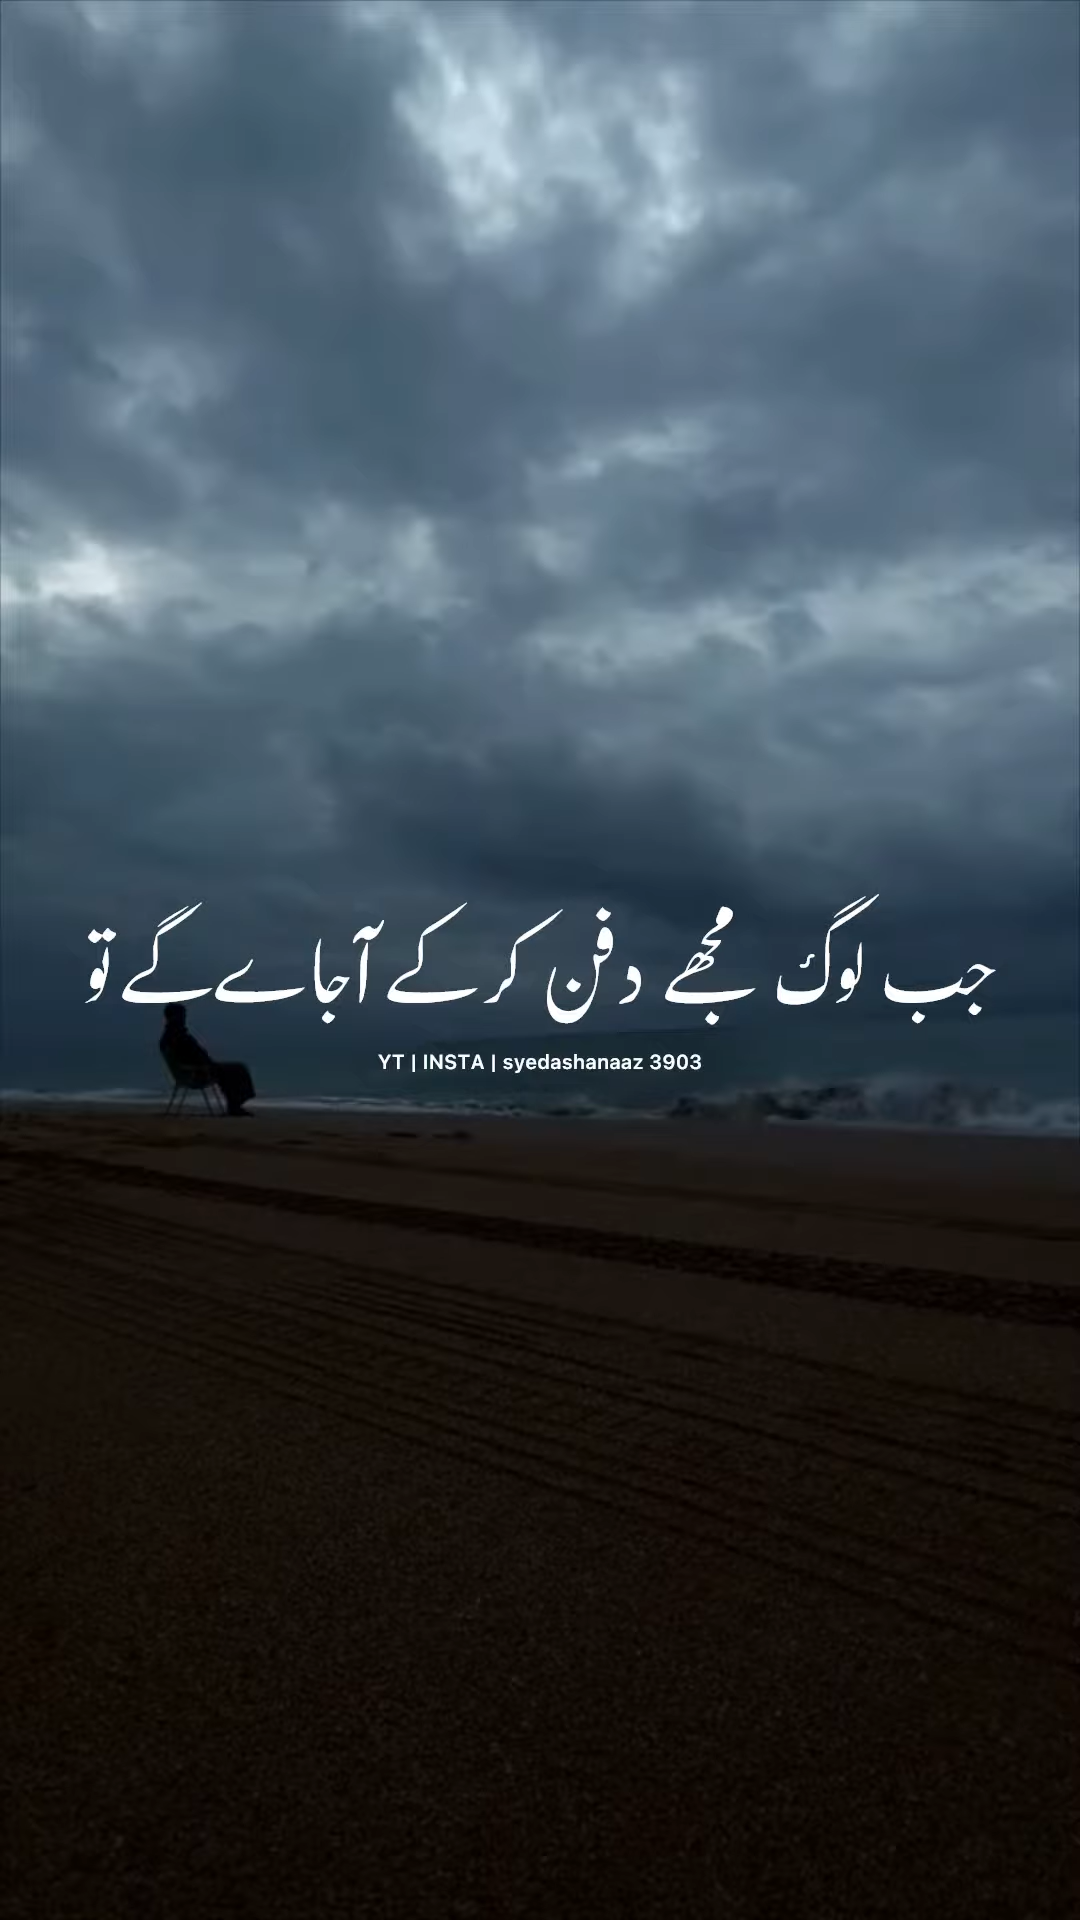 جب لوگ مجھے دفن کر کے آجاے گے تو
YT | INSTA | syedashanaaz 3903